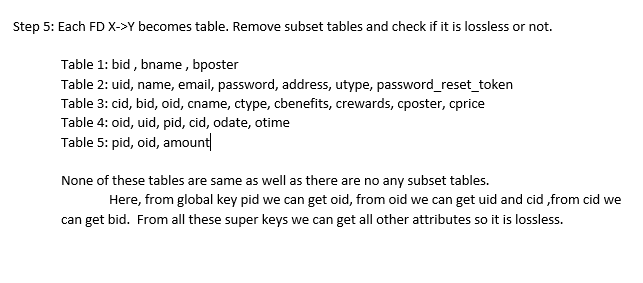 Step 5: Each FD X->Y becomes table. Remove subset tables and check if it is lossless or not.
Table 1: bid , bname , bposter
Table 2: uid, name, email, password, address, utype, password_reset_token
Table 3: cid, bid, oid, cname, ctype, cbenefits, crewards, cposter, cprice
Table 4: oid, uid, pid, cid, odate, otime
Table 5: pid, oid, amount
None of these tables are same as well as there are no any subset tables.
Here, from global key pid we can get oid, from oid we can get uid and cid ,from cid we
can get bid.  From all these super keys we can get all other attributes so it is lossless.